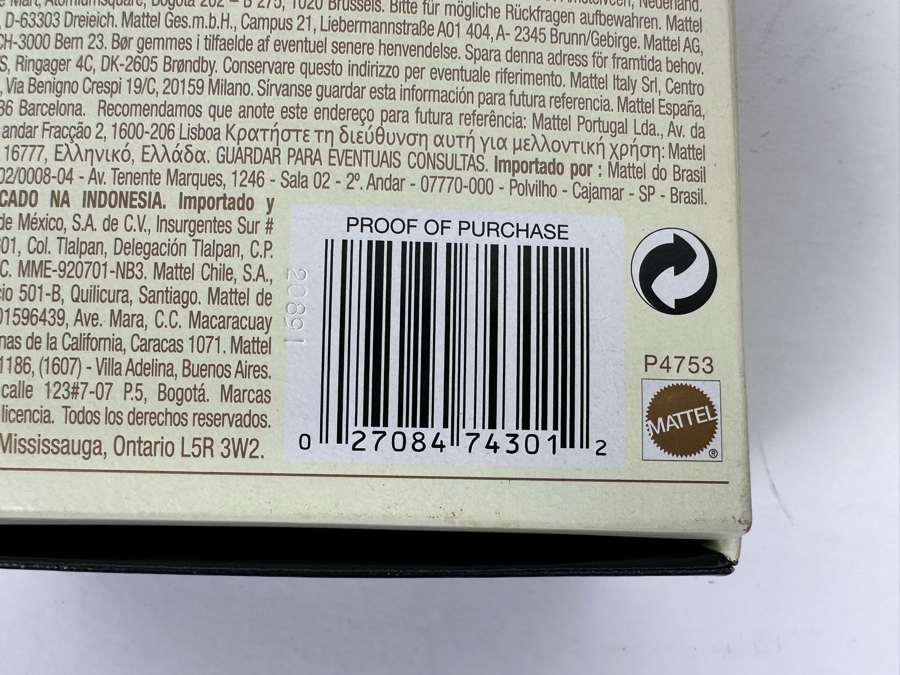 Mart, Atomiumsquare, Bogota 202 – B 275, 1020 Brussels. Bitte für mögliche Rückfragen aufbewahren. Mattel
, D-63303 Dreieich. Mattel Ges.m.b.H., Campus 21, Liebermannstraße A01 404, A- 2345 Brunn/Gebirge. Mattel AG,
CH-3000 Bern 23. Bør gemmes i tilfaelde af eventuel senere henvendelse. Spara denna adress för framtida behov.
S, Ringager 4C, DK-2605 Brøndby. Conservare questo indirizzo per eventuale riferimento. Mattel Italy Srl, Centro
, Via Benigno Crespi 19/C, 20159 Milano. Sírvanse guardar esta información para futura referencia. Mattel España,
36 Barcelona. Recomendamos que anote este endereço para futura referência: Mattel Portugal Lda., Av. da
andar Fracção 2, 1600-206 Lisboa Κρατήστε τη διεύθυνση αυτή για μελλοντική χρήση: Mattel
16777, Ελληνικό, Ελλάδα. GUARDAR PARA EVENTUAIS CONSULTAS. Importado por : Mattel do Brasil
02/0008-04 - Av. Tenente Marques, 1246 - Sala 02 - 2º. Andar - 07770-000 - Polvilho - Cajamar - SP - Brasil.
CADO NA INDONESIA. Importado y
de México, S.A. de C.V., Insurgentes Sur #
01, Col. Tlalpan, Delegación Tlalpan, C.P.
C. MME-920701-NB3. Mattel Chile, S.A.,
cio 501-B, Quilicura, Santiago. Mattel de
01596439, Ave. Mara, C.C. Macaracuay
nas de la California, Caracas 1071. Mattel
1186, (1607) - Villa Adelina, Buenos Aires.
calle 123#7-07 P.5, Bogotá. Marcas
licencia. Todos los derechos reservados.
Mississauga, Ontario L5R 3W2.
PROOF OF PURCHASE
20891
0 27084 74301 2
P4753
MATTEL
®